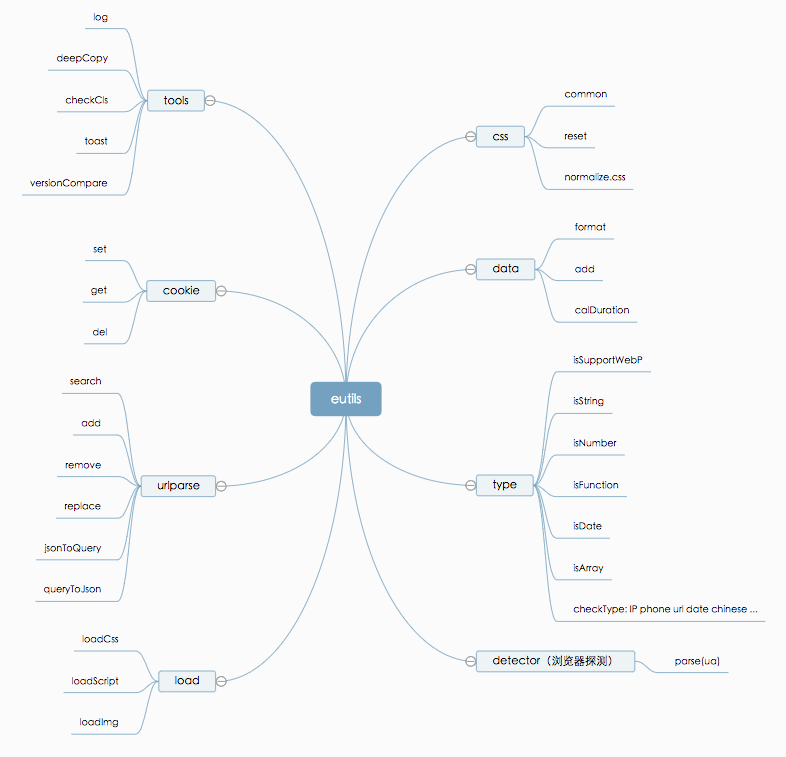 eutils
tools
log
deepCopy
checkCls
toast
versionCompare
cookie
set
get
del
urlparse
search
add
remove
replace
jsonToQuery
queryToJson
load
loadCss
loadScript
loadImg
css
common
reset
normalize.css
data
format
add
calDuration
type
isSupportWebP
isString
isNumber
isFunction
isDate
isArray
checkType: IP phone url date chinese ...
detector（浏览器探测）
parse(ua)